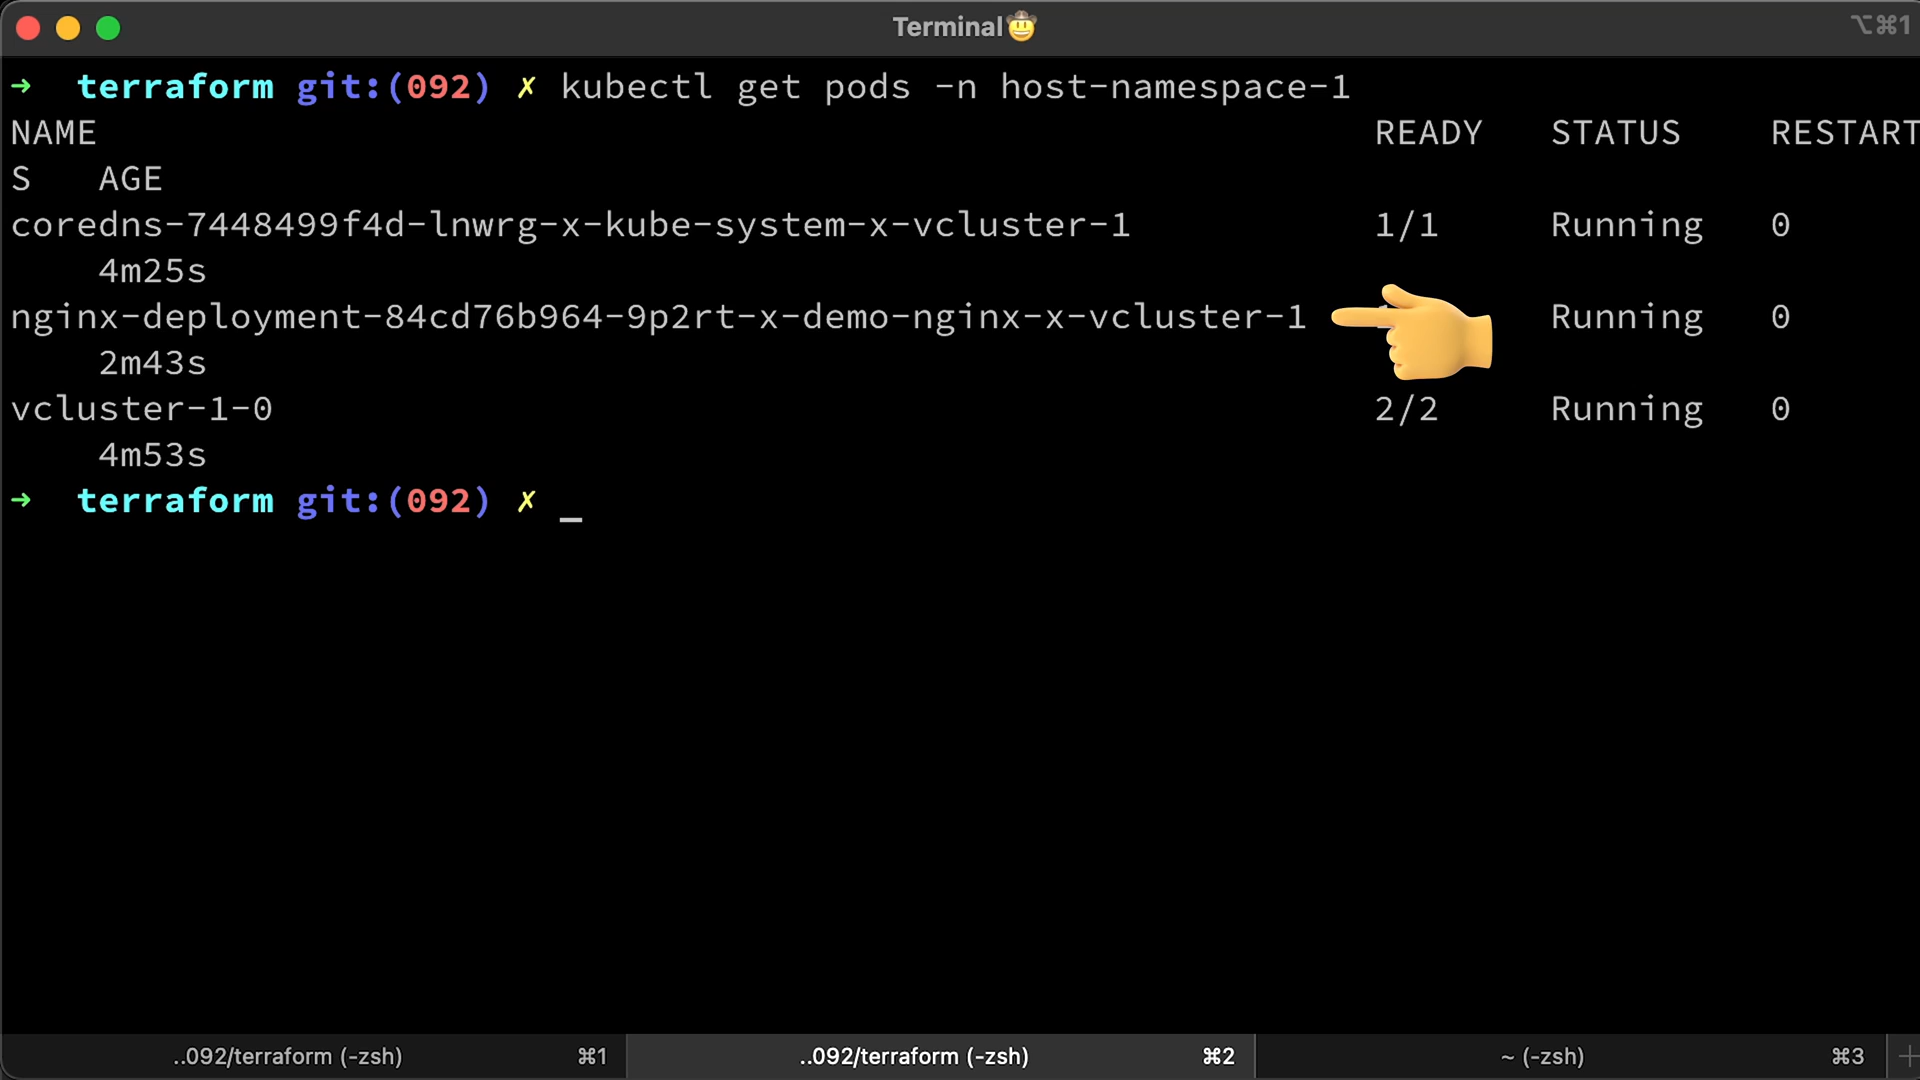 Terminal🤠
⌥⌘1
➜ terraform git:(092) ✗ kubectl get pods -n host-namespace-1
NAME READY STATUS RESTART
S AGE
coredns-7448499f4d-lnwrg-x-kube-system-x-vcluster-1 1/1 Running 0
4m25s
nginx-deployment-84cd76b964-9p2rt-x-demo-nginx-x-vcluster-1 Running 0
2m43s
vcluster-1-0 2/2 Running 0
4m53s
➜ terraform git:(092) ✗ _
..092/terraform (-zsh) ⌘1 ..092/terraform (-zsh) ⌘2 ~ (-zsh) ⌘3 +